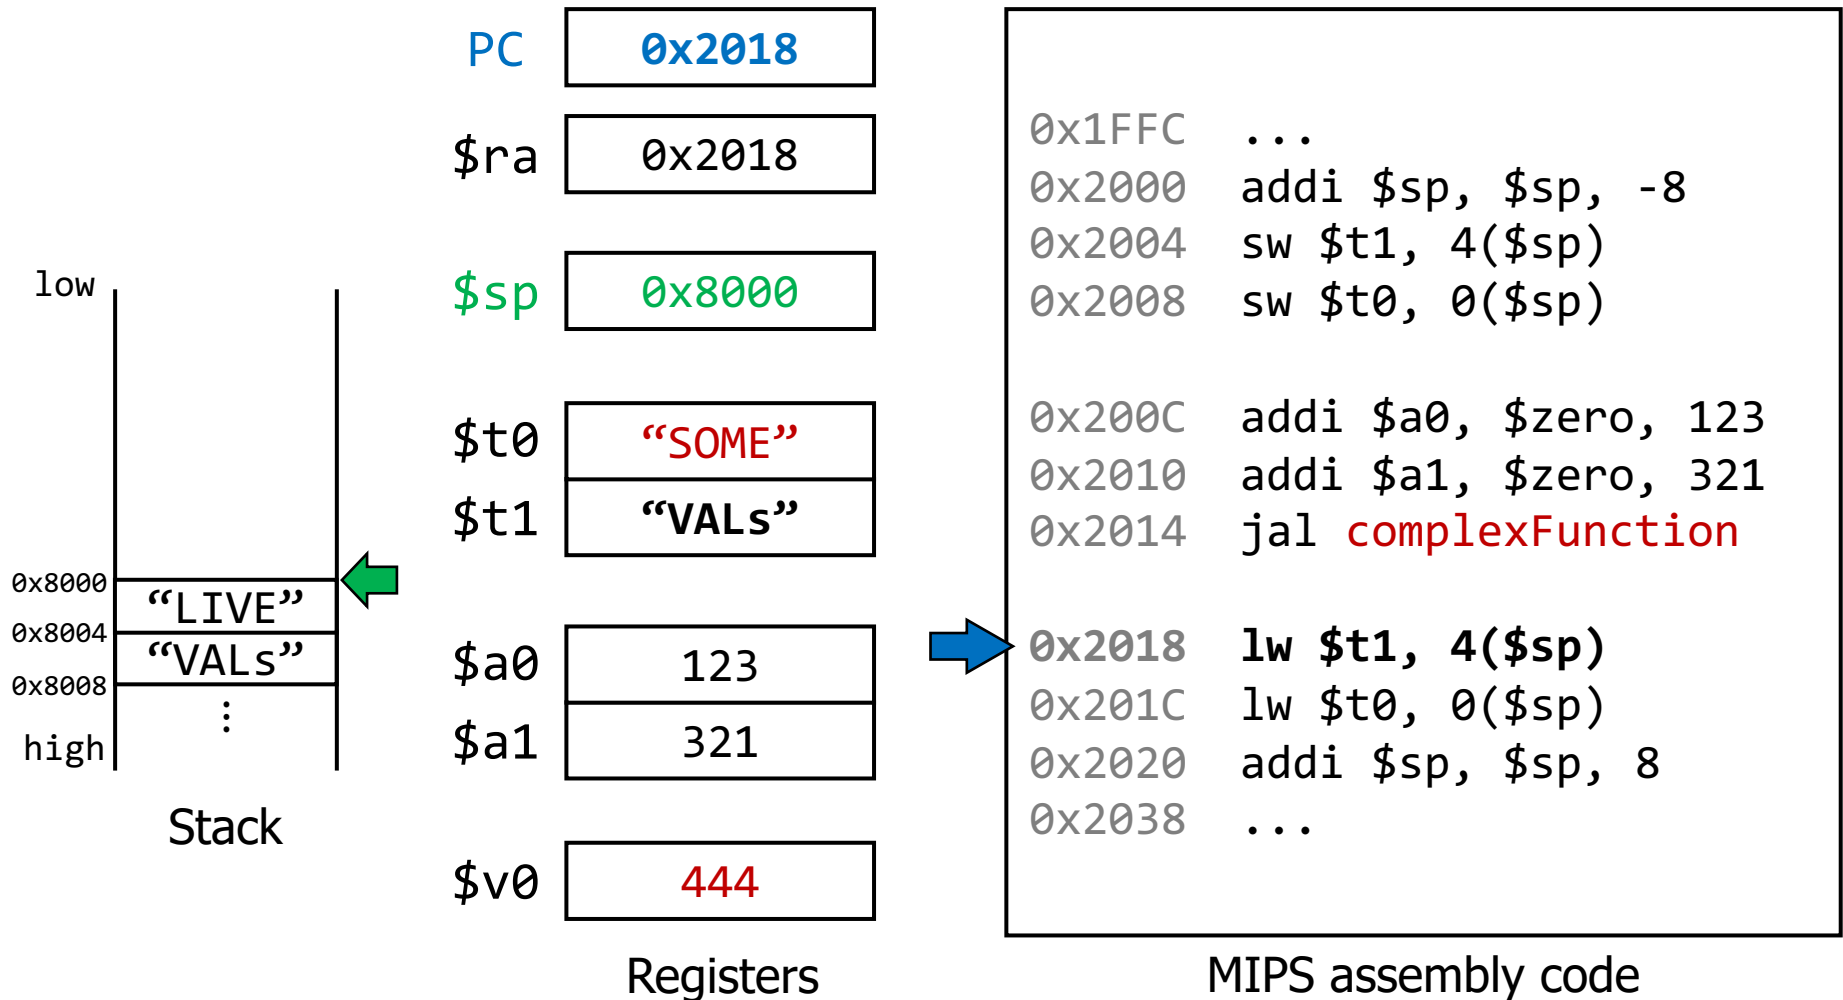 low
0x8000
“LIVE”
0x8004
“VALs”
0x8008
⋮
high
Stack
PC 0x2018
$ra 0x2018
$sp 0x8000
$t0 “SOME”
$t1 “VALs”
$a0 123
$a1 321
$v0 444
Registers
0x1FFC ...
0x2000 addi $sp, $sp, -8
0x2004 sw $t1, 4($sp)
0x2008 sw $t0, 0($sp)
0x200C addi $a0, $zero, 123
0x2010 addi $a1, $zero, 321
0x2014 jal complexFunction
0x2018 lw $t1, 4($sp)
0x201C lw $t0, 0($sp)
0x2020 addi $sp, $sp, 8
0x2038 ...
MIPS assembly code